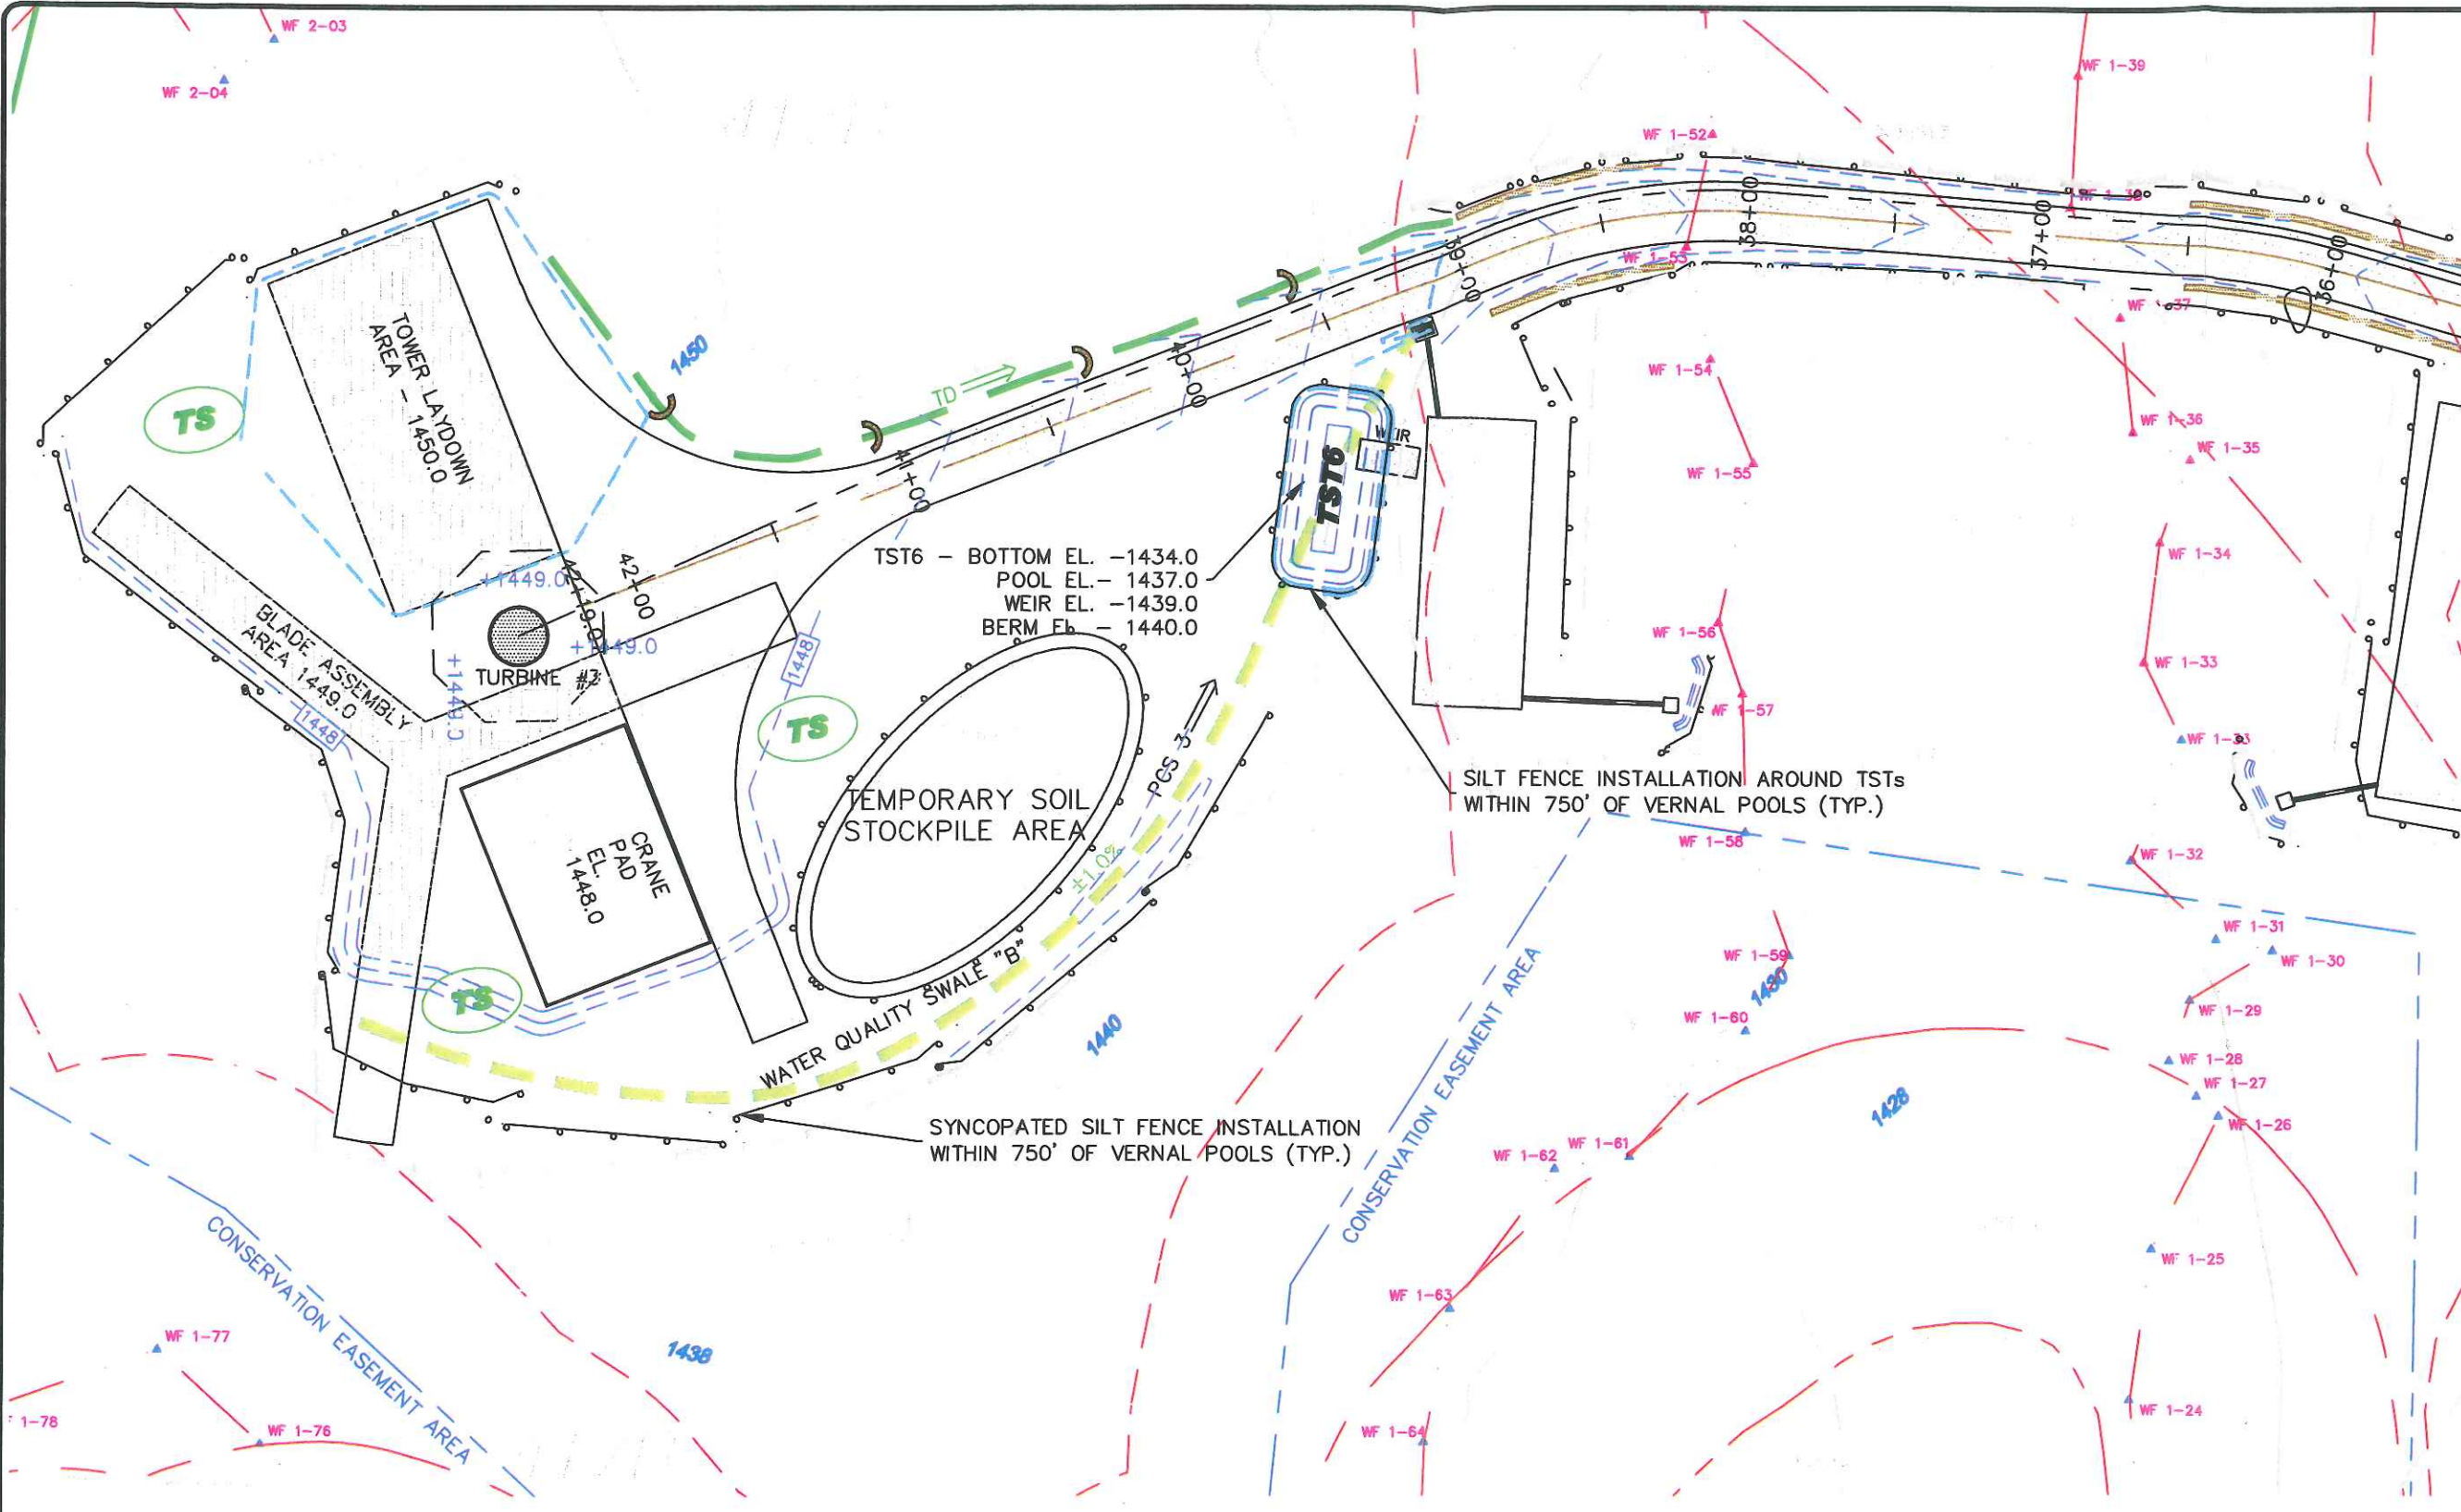 WF 2-03
WF 2-04
WF 1-39
WF 1-52
38+00
37+00
36+00
WF 1-53
39+00
WF 1-37
TOWER LAYDOWN
AREA - 1450.0
1450
TD
40+00
WF 1-54
TS
WF 1-36
WF 1-35
WEIR
WF 1-55
TST6
41+00
WF 1-34
TST6 - BOTTOM EL. -1434.0
POOL EL.- 1437.0
WEIR EL. -1439.0
BERM EL - 1440.0
+1449.0
42+19.0
42+00
BLADE ASSEMBLY
AREA 1449.0
+1449.0
1448
WF 1-56
WF 1-33
TURBINE #3
1448
TS
WF 1-57
WF 1-33
PCS 3
SILT FENCE INSTALLATION AROUND TSTs
WITHIN 750' OF VERNAL POOLS (TYP.)
TEMPORARY SOIL
STOCKPILE AREA
WF 1-58
WF 1-32
CRANE
PAD
EL.
1448.0
±1.0%
WF 1-31
WF 1-59
WF 1-30
1430
TS
WATER QUALITY SWALE "B"
WF 1-29
WF 1-60
1440
CONSERVATION EASEMENT AREA
WF 1-28
WF 1-27
1428
WF 1-26
SYNCOPATED SILT FENCE INSTALLATION
WITHIN 750' OF VERNAL POOLS (TYP.)
WF 1-61
WF 1-62
CONSERVATION EASEMENT AREA
WF 1-25
WF 1-63
WF 1-77
1438
WF 1-24
1-78
WF 1-76
WF 1-64